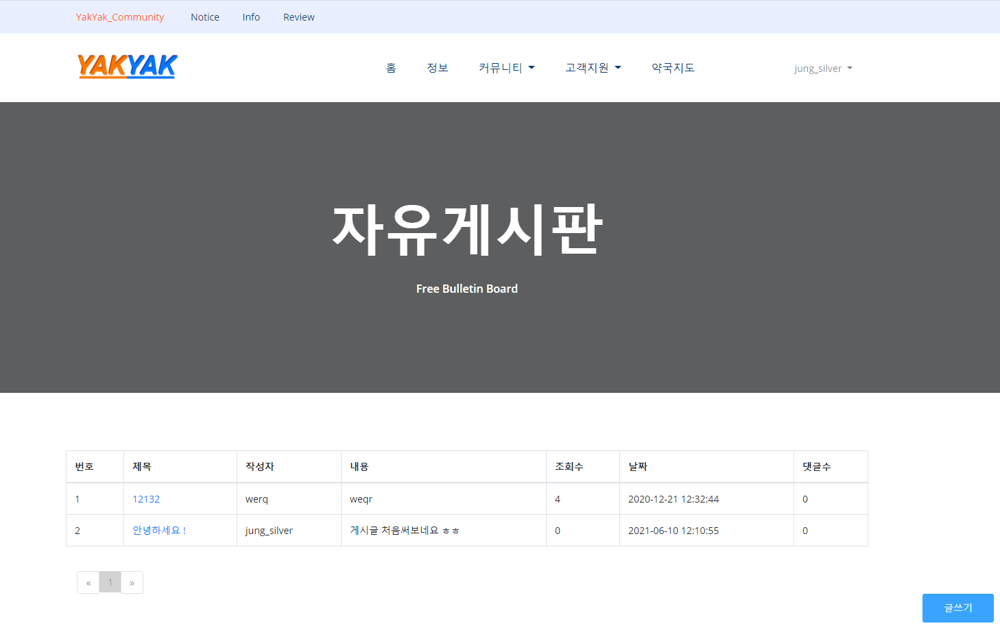 YakYak_Community Notice Info Review
YAKYAK 홈 정보 커뮤니티 고객지원 약국지도 jung_silver
자유게시판
Free Bulletin Board
번호 제목 작성자 내용 조회수 날짜 댓글수
1 12132 werq weqr 4 2020-12-21 12:32:44 0
2 안녕하세요 ! jung_silver 게시글 처음써보네요 ㅎㅎ 0 2021-06-10 12:10:55 0
« 1 »
글쓰기